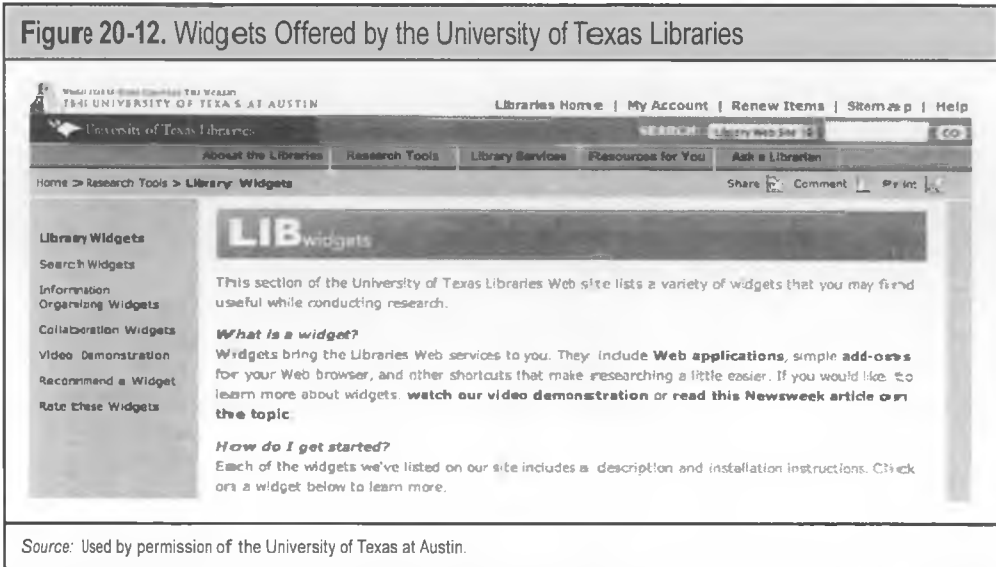 Figure 20-12. Widgets Offered by the University of Texas Libraries
THE UNIVERSITY OF TEXAS AT AUSTIN
Libraries Home | My Account | Renew Items | Sitemap | Help
University of Texas Libraries
SEARCH Library Web Site GO
About the Libraries Research Tools Library Services Resources for You Ask a Librarian
Home > Research Tools > Library Widgets
Share Comment Print
Library Widgets
Search Widgets
Information
Organizing Widgets
Collaboration Widgets
Video Demonstration
Recommend a Widget
Rate these Widgets
LIB widgets
This section of the University of Texas Libraries Web site lists a variety of widgets that you may find
useful while conducting research.
What is a widget?
Widgets bring the Libraries Web services to you. They include Web applications, simple add-ons
for your Web browser, and other shortcuts that make researching a little easier. If you would like to
learn more about widgets, watch our video demonstration or read this Newsweek article on
the topic.
How do I get started?
Each of the widgets we've listed on our site includes a description and installation instructions. Click
on a widget below to learn more.
Source: Used by permission of the University of Texas at Austin.